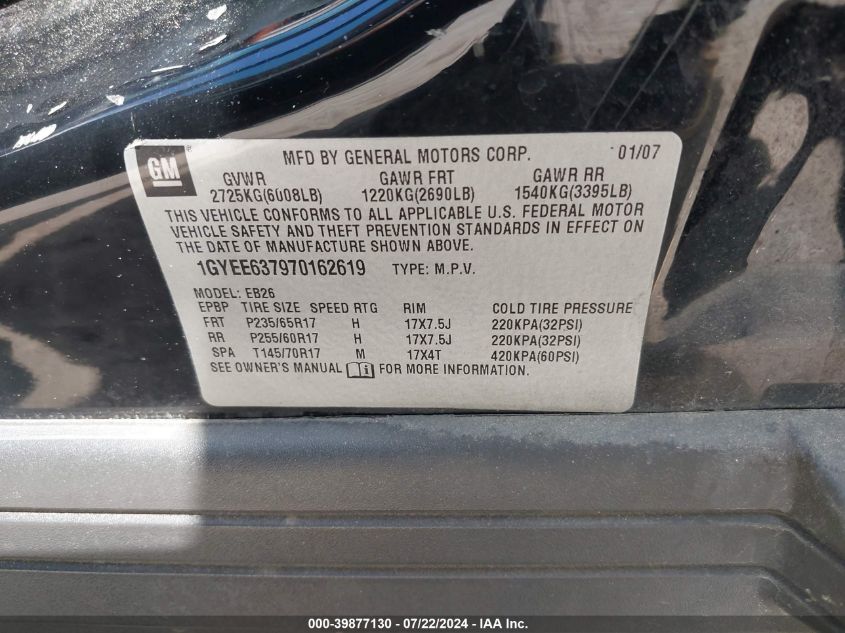 GM
MFD BY GENERAL MOTORS CORP. 01/07
GVWR GAWR FRT GAWR RR
2725KG(6008LB) 1220KG(2690LB) 1540KG(3395LB)
THIS VEHICLE CONFORMS TO ALL APPLICABLE U.S. FEDERAL MOTOR
VEHICLE SAFETY AND THEFT PREVENTION STANDARDS IN EFFECT ON
THE DATE OF MANUFACTURE SHOWN ABOVE.
1GYEE637970162619 TYPE: M.P.V.
MODEL: EB26
EPBP TIRE SIZE SPEED RTG RIM COLD TIRE PRESSURE
FRT P235/65R17 H 17X7.5J 220KPA(32PSI)
RR P255/60R17 H 17X7.5J 220KPA(32PSI)
SPA T145/70R17 M 17X4T 420KPA(60PSI)
SEE OWNER'S MANUAL i FOR MORE INFORMATION.
000-39877130 - 07/22/2024 - IAA Inc.